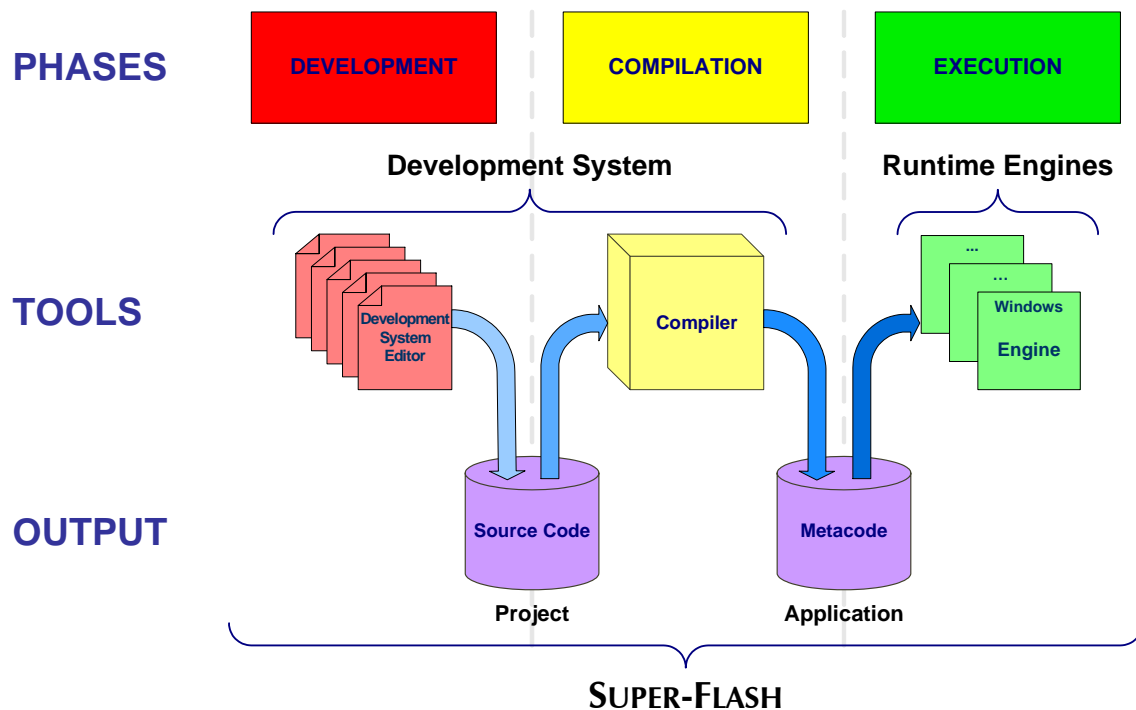 PHASES
DEVELOPMENT
COMPILATION
EXECUTION
Development System
Runtime Engines
TOOLS
Development
System
Editor
Compiler
...
...
Windows
Engine
OUTPUT
Source Code
Metacode
Project
Application
SUPER-FLASH